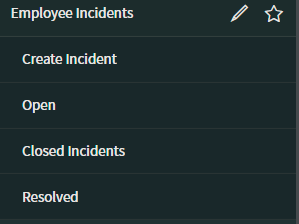 Employee Incidents
Create Incident
Open
Closed Incidents
Resolved